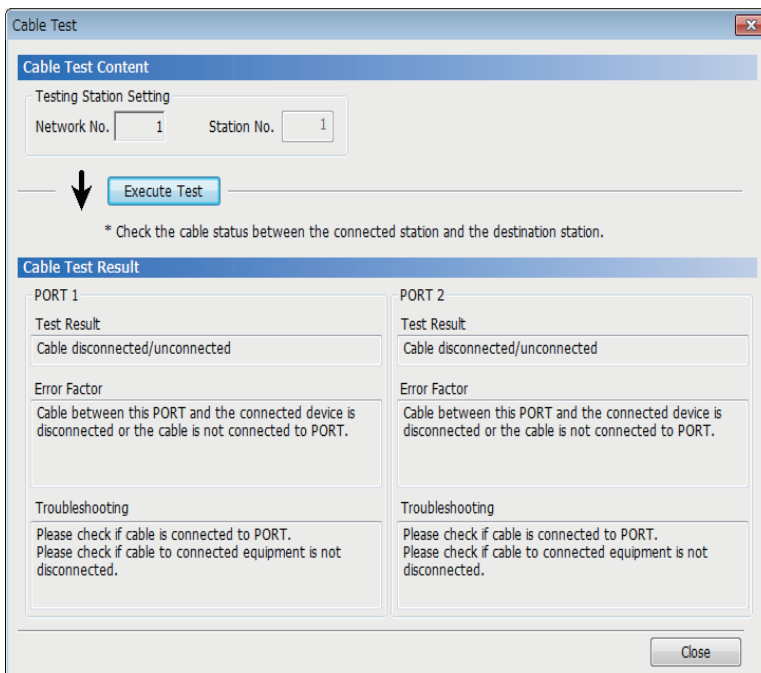 Cable Test
Cable Test Content
Testing Station Setting
Network No. 1 Station No. 1
Execute Test
* Check the cable status between the connected station and the destination station.
Cable Test Result
PORT 1
Test Result
Cable disconnected/unconnected
Error Factor
Cable between this PORT and the connected device is
disconnected or the cable is not connected to PORT.
Troubleshooting
Please check if cable is connected to PORT.
Please check if cable to connected equipment is not
disconnected.
PORT 2
Test Result
Cable disconnected/unconnected
Error Factor
Cable between this PORT and the connected device is
disconnected or the cable is not connected to PORT.
Troubleshooting
Please check if cable is connected to PORT.
Please check if cable to connected equipment is not
disconnected.
Close